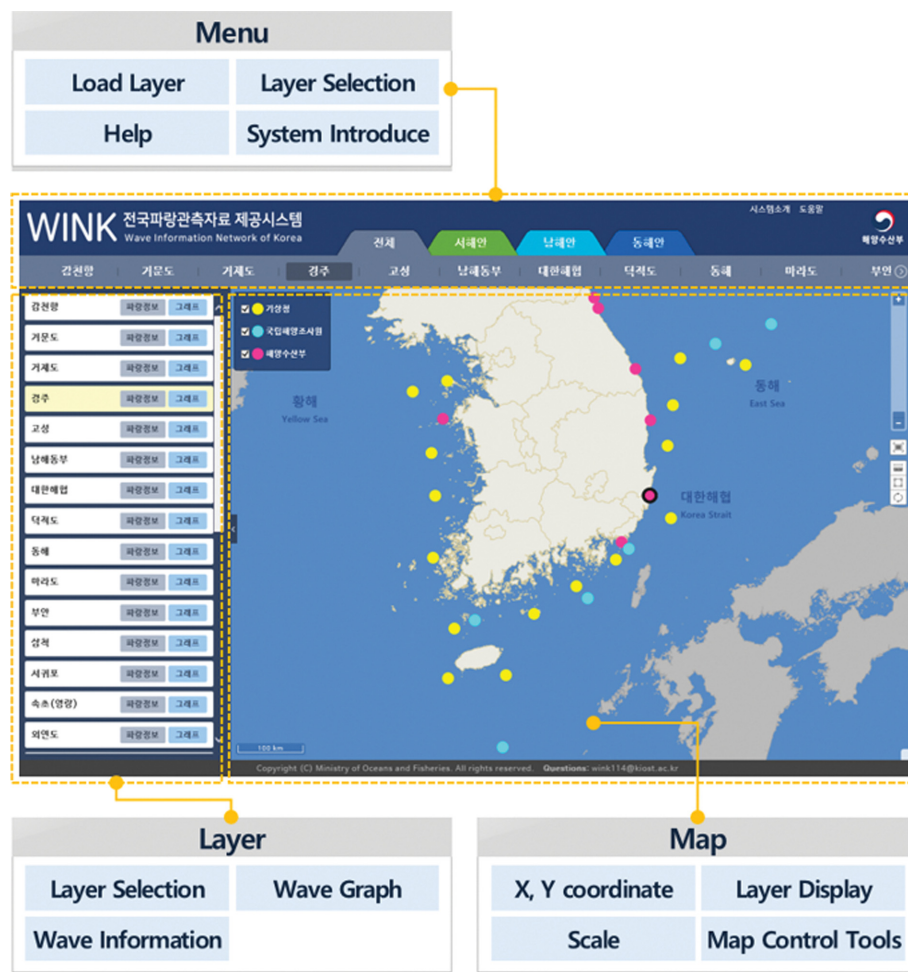 Menu
Load Layer
Layer Selection
Help
System Introduce
시스템소개 도움말
WINK 전국파랑관측자료 제공시스템
Wave Information Network of Korea
전체
서해안
남해안
동해안
해양수산부
감천항
거문도
거제도
경주
고성
남해동부
대한해협
덕적도
동해
마라도
부안
감천항 파랑정보 그래프
거문도 파랑정보 그래프
거제도 파랑정보 그래프
경주 파랑정보 그래프
고성 파랑정보 그래프
남해동부 파랑정보 그래프
대한해협 파랑정보 그래프
덕적도 파랑정보 그래프
동해 파랑정보 그래프
마라도 파랑정보 그래프
부안 파랑정보 그래프
삼척 파랑정보 그래프
서귀포 파랑정보 그래프
속초(영랑) 파랑정보 그래프
외연도 파랑정보 그래프
기상청
국립해양조사원
해양수산부
황해
Yellow Sea
동해
East Sea
대한해협
Korea Strait
100 km
Copyright (C) Ministry of Oceans and Fisheries. All rights reserved. Questions: wink114@kiost.ac.kr
Layer
Layer Selection
Wave Graph
Wave Information
Map
X, Y coordinate
Layer Display
Scale
Map Control Tools